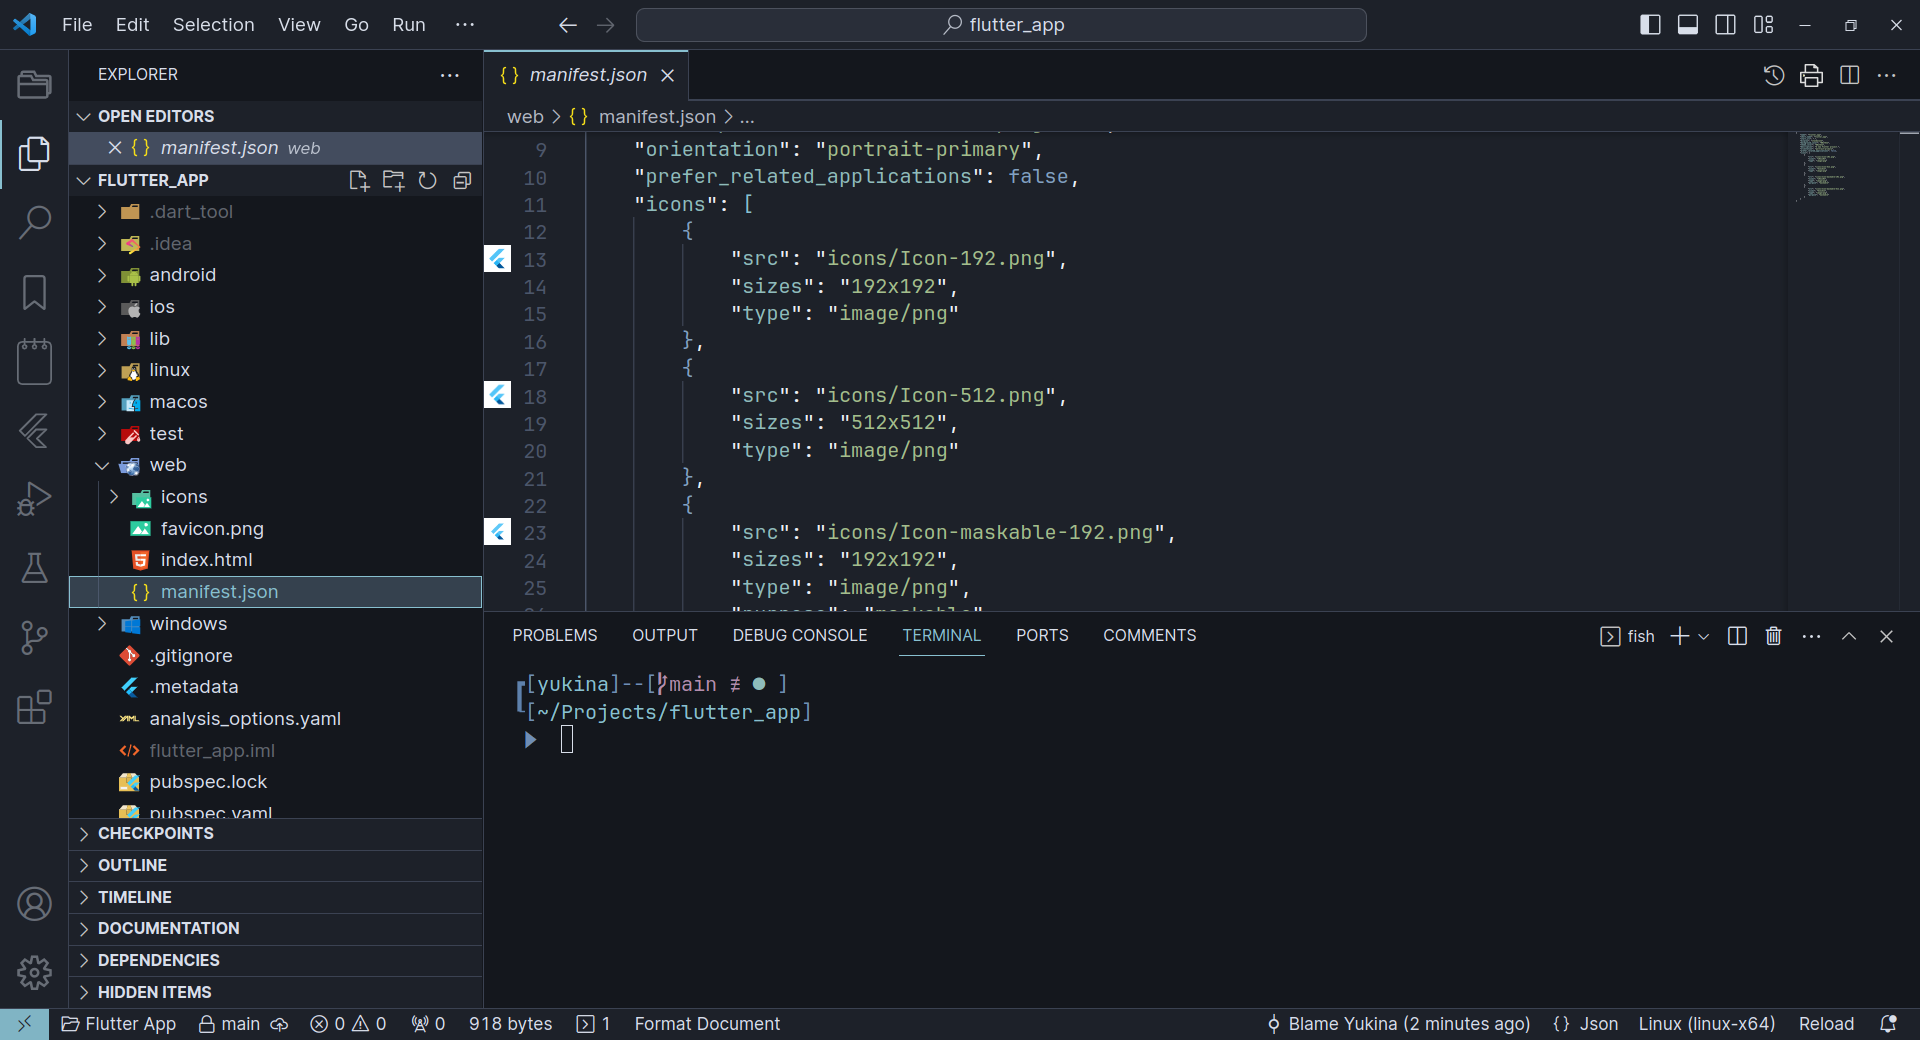 File Edit Selection View Go Run
flutter_app
EXPLORER
OPEN EDITORS
manifest.json web
FLUTTER_APP
.dart_tool
.idea
android
ios
lib
linux
macos
test
web
icons
favicon.png
index.html
manifest.json
windows
.gitignore
.metadata
analysis_options.yaml
flutter_app.iml
pubspec.lock
pubspec.yaml
CHECKPOINTS
OUTLINE
TIMELINE
DOCUMENTATION
DEPENDENCIES
HIDDEN ITEMS
{} manifest.json
web > {} manifest.json > ...
9 "orientation": "portrait-primary",
10 "prefer_related_applications": false,
11 "icons": [
12 {
13 "src": "icons/Icon-192.png",
14 "sizes": "192x192",
15 "type": "image/png"
16 },
17 {
18 "src": "icons/Icon-512.png",
19 "sizes": "512x512",
20 "type": "image/png"
21 },
22 {
23 "src": "icons/Icon-maskable-192.png",
24 "sizes": "192x192",
25 "type": "image/png",
"purpose": "maskable"
PROBLEMS OUTPUT DEBUG CONSOLE TERMINAL PORTS COMMENTS
fish
[yukina]--[main ≢ ● ]
[~/Projects/flutter_app]
Flutter App main 0 0 0 918 bytes 1 Format Document
Blame Yukina (2 minutes ago) {} Json Linux (linux-x64) Reload